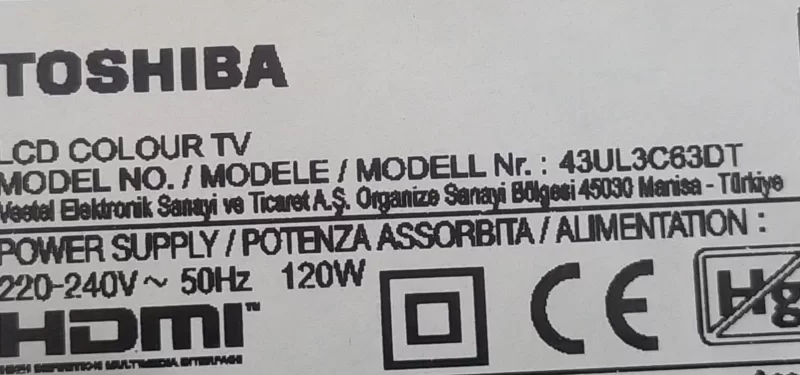 TOSHIBA
LCD COLOUR TV
MODEL NO. / MODELE / MODELL Nr. : 43UL3C63DT
Vestel Elektronik Sanayi ve Ticaret A.Ş. Organize Sanayi Bölgesi 45030 Manisa - Türkiye
POWER SUPPLY / POTENZA ASSORBITA / ALIMENTATION :
220-240V ~ 50Hz 120W
CE
Hg
HDMI™
HIGH DEFINITION MULTIMEDIA INTERFACE